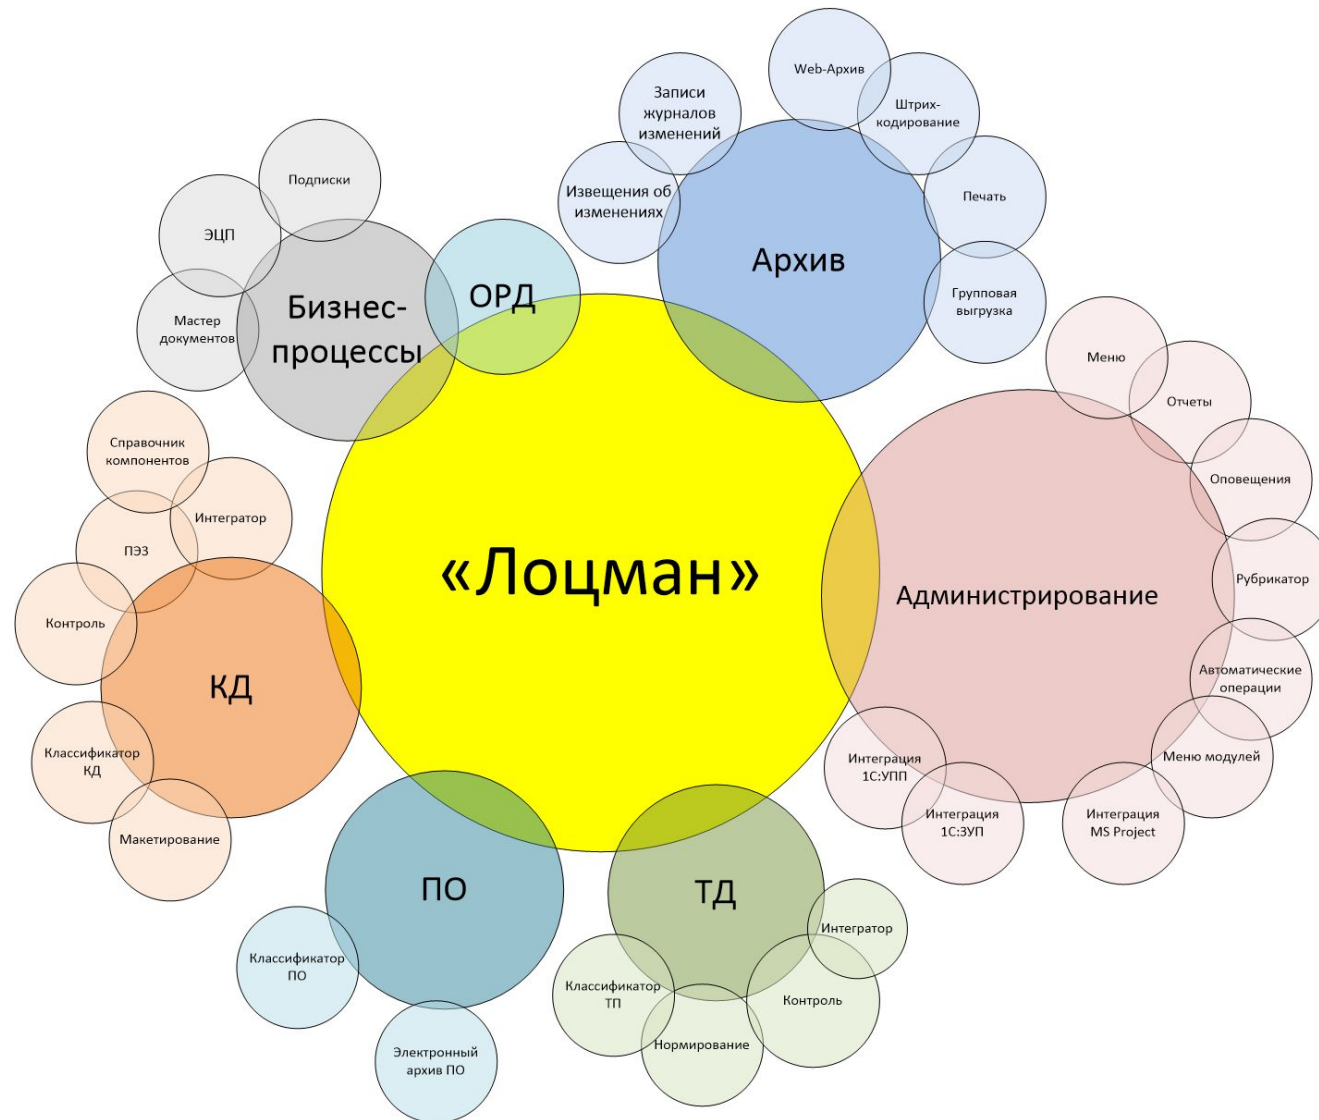 Web-Архив
Штрих-
кодирование
Записи
журналов
изменений
Извещения об
изменениях
Печать
Групповая
выгрузка
Архив
Подписки
ЭЦП
Мастер
документов
Бизнес-
процессы
ОРД
Меню
Отчеты
Оповещения
Рубрикатор
Автоматические
операции
Меню модулей
Интеграция
MS Project
Интеграция
1С:ЗУП
Интеграция
1С:УПП
Администрирование
«Лоцман»
Справочник
компонентов
Интегратор
ПЭ3
Контроль
КД
Классификатор
КД
Макетирование
ПО
Классификатор
ПО
Электронный
архив ПО
ТД
Интегратор
Контроль
Нормирование
Классификатор
ТП